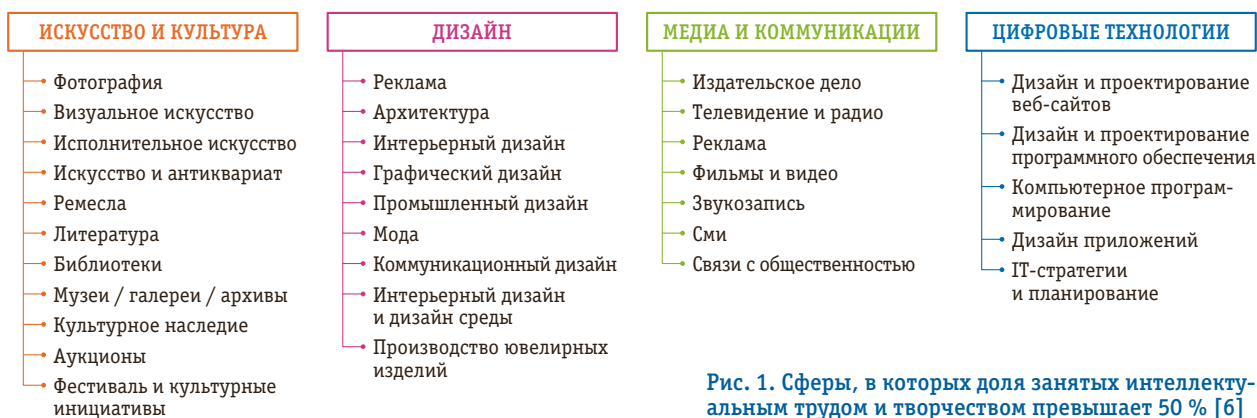 ИСКУССТВО И КУЛЬТУРА
Фотография
Визуальное искусство
Исполнительное искусство
Искусство и антиквариат
Ремесла
Литература
Библиотеки
Музеи / галереи / архивы
Культурное наследие
Аукционы
Фестиваль и культурные
инициативы
ДИЗАЙН
Реклама
Архитектура
Интерьерный дизайн
Графический дизайн
Промышленный дизайн
Мода
Коммуникационный дизайн
Интерьерный дизайн
и дизайн среды
Производство ювелирных
изделий
МЕДИА И КОММУНИКАЦИИ
Издательское дело
Телевидение и радио
Реклама
Фильмы и видео
Звукозапись
Сми
Связи с общественностью
ЦИФРОВЫЕ ТЕХНОЛОГИИ
Дизайн и проектирование
веб-сайтов
Дизайн и проектирование
программного обеспечения
Компьютерное програм-
мирование
Дизайн приложений
IT-стратегии
и планирование
Рис. 1. Сферы, в которых доля занятых интеллекту-
альным трудом и творчеством превышает 50 % [6]